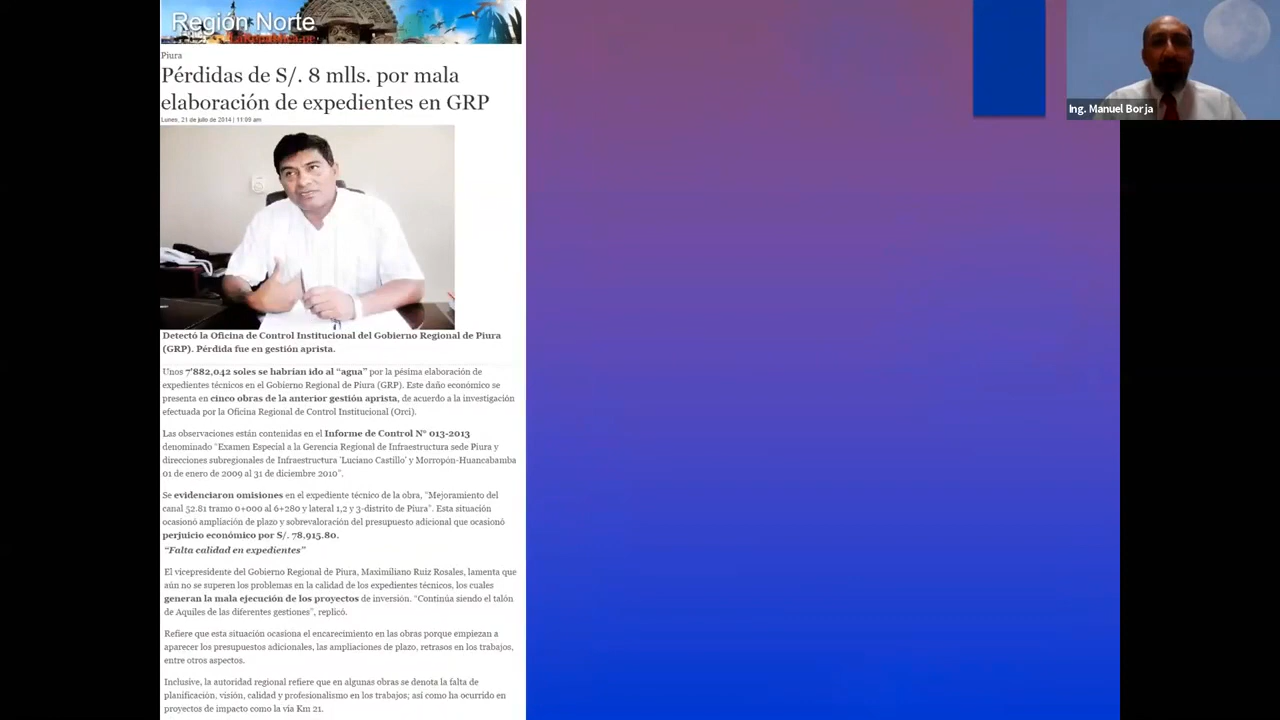 Región Norte
LaRepública.pe
Piura
Pérdidas de S/. 8 mlls. por mala
elaboración de expedientes en GRP
Lunes, 21 de julio de 2014 | 11:09 am
Detectó la Oficina de Control Institucional del Gobierno Regional de Piura
(GRP). Pérdida fue en gestión aprista.
Unos 7'882,042 soles se habrían ido al “agua” por la pésima elaboración de
expedientes técnicos en el Gobierno Regional de Piura (GRP). Este daño económico se
presenta en cinco obras de la anterior gestión aprista, de acuerdo a la investigación
efectuada por la Oficina Regional de Control Institucional (Orci).
Las observaciones están contenidas en el Informe de Control N° 013-2013
denominado “Examen Especial a la Gerencia Regional de Infraestructura sede Piura y
direcciones subregionales de Infraestructura ‘Luciano Castillo’ y Morropón-Huancabamba
01 de enero de 2009 al 31 de diciembre 2010”.
Se evidenciaron omisiones en el expediente técnico de la obra, “Mejoramiento del
canal 52.81 tramo 0+000 al 6+280 y lateral 1,2 y 3-distrito de Piura”. Esta situación
ocasionó ampliación de plazo y sobrevaloración del presupuesto adicional que ocasionó
perjuicio económico por S/. 78,915.80.
“Falta calidad en expedientes”
El vicepresidente del Gobierno Regional de Piura, Maximiliano Ruiz Rosales, lamenta que
aún no se superen los problemas en la calidad de los expedientes técnicos, los cuales
generan la mala ejecución de los proyectos de inversión. “Continúa siendo el talón
de Aquiles de las diferentes gestiones”, replicó.
Refiere que esta situación ocasiona el encarecimiento en las obras porque empiezan a
aparecer los presupuestos adicionales, las ampliaciones de plazo, retrasos en los trabajos,
entre otros aspectos.
Inclusive, la autoridad regional refiere que en algunas obras se denota la falta de
planificación, visión, calidad y profesionalismo en los trabajos; así como ha ocurrido en
proyectos de impacto como la vía Km 21.
Ing. Manuel Borja